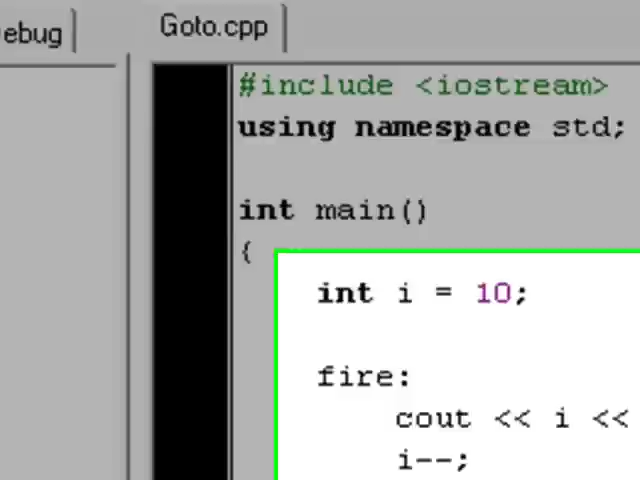 ebug
Goto.cpp
#include <iostream>
using namespace std;
int main()
{
int i = 10;
fire:
cout << i <<
i--;